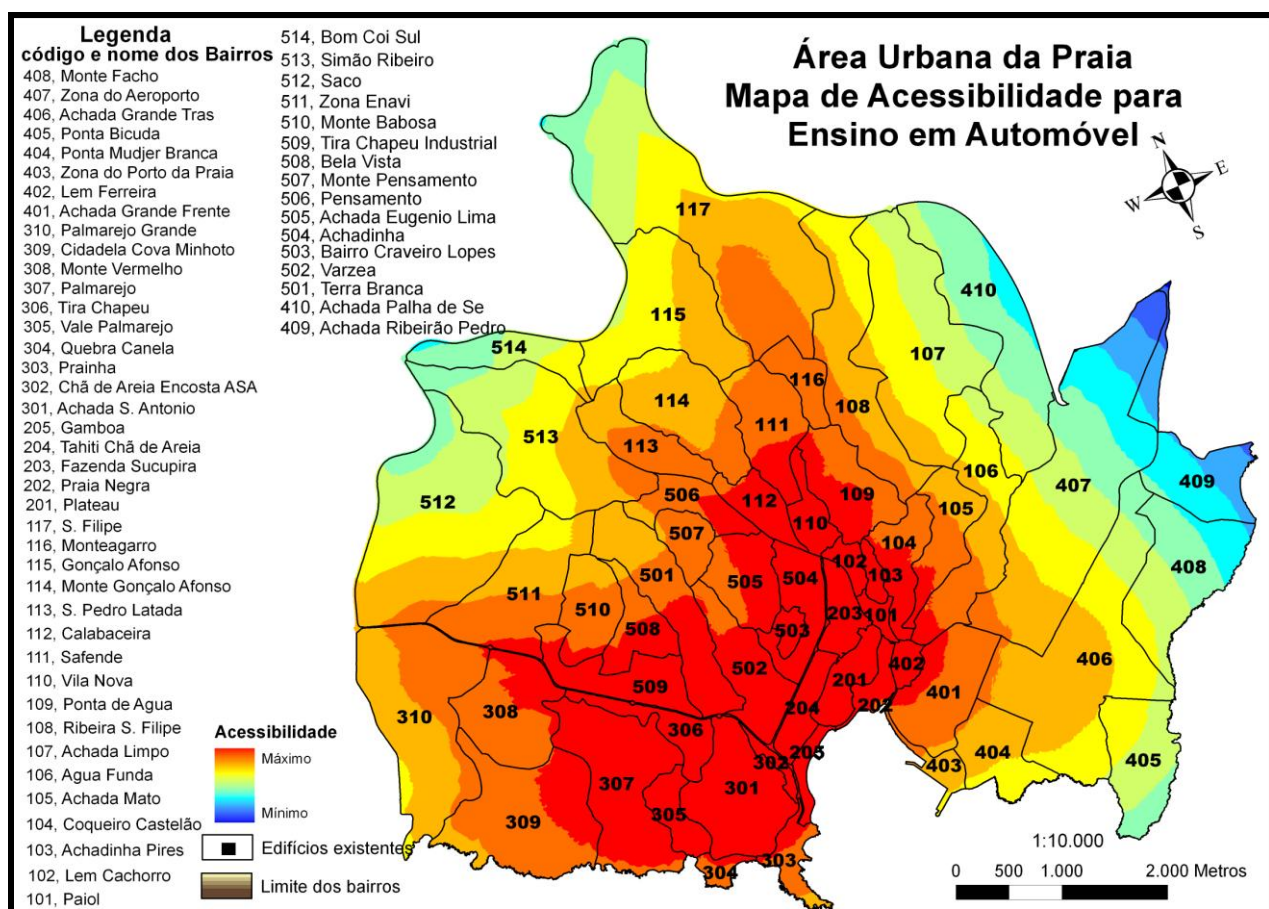 Legenda
código e nome dos Bairros
408, Monte Facho
407, Zona do Aeroporto
406, Achada Grande Tras
405, Ponta Bicuda
404, Ponta Mudjer Branca
403, Zona do Porto da Praia
402, Lem Ferreira
401, Achada Grande Frente
310, Palmarejo Grande
309, Cidadela Cova Minhoto
308, Monte Vermelho
307, Palmarejo
306, Tira Chapeu
305, Vale Palmarejo
304, Quebra Canela
303, Prainha
302, Chã de Areia Encosta ASA
301, Achada S. Antonio
205, Gamboa
204, Tahiti Chã de Areia
203, Fazenda Sucupira
202, Praia Negra
201, Plateau
117, S. Filipe
116, Monteagarro
115, Gonçalo Afonso
114, Monte Gonçalo Afonso
113, S. Pedro Latada
112, Calabaceira
111, Safende
110, Vila Nova
109, Ponta de Agua
108, Ribeira S. Filipe
107, Achada Limpo
106, Agua Funda
105, Achada Mato
104, Coqueiro Castelão
103, Achadinha Pires
102, Lem Cachorro
101, Paiol
514, Bom Coi Sul
513, Simão Ribeiro
512, Saco
511, Zona Enavi
510, Monte Babosa
509, Tira Chapeu Industrial
508, Bela Vista
507, Monte Pensamento
506, Pensamento
505, Achada Eugenio Lima
504, Achadinha
503, Bairro Craveiro Lopes
502, Varzea
501, Terra Branca
410, Achada Palha de Se
409, Achada Ribeirão Pedro
Acessibilidade
Máximo
Mínimo
Edifícios existentes
Limite dos bairros
Área Urbana da Praia
Mapa de Acessibilidade para
Ensino em Automóvel
N
E
W
S
117
410
115
107
514
116
114
108
111
513
113
106
407
409
506
112
109
512
105
110
507
104
408
102
505
504
103
501
511
510
203
101
508
503
402
406
502
201
509
401
310
308
204
202
306
205
302
404
403
405
307
301
305
309
303
304
1:10.000
0 500 1.000 2.000 Metros